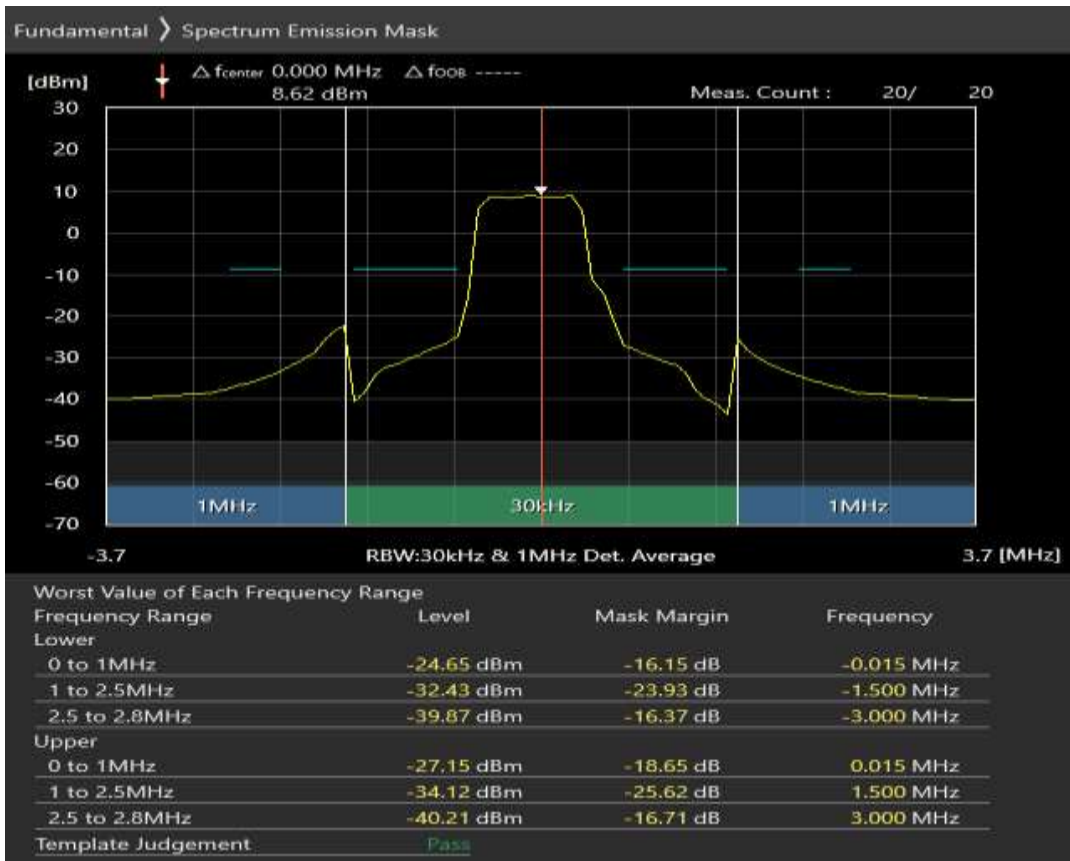 Fundamental 〉 Spectrum Emission Mask
[dBm] △ fcenter 0.000 MHz △ fOOB -----
8.62 dBm Meas. Count : 20/ 20
30
20
10
0
-10
-20
-30
-40
-50
-60
1MHz 30kHz 1MHz
-70
-3.7 RBW:30kHz & 1MHz Det. Average 3.7 [MHz]
Worst Value of Each Frequency Range
Frequency Range Level Mask Margin Frequency
Lower
0 to 1MHz -24.65 dBm -16.15 dB -0.015 MHz
1 to 2.5MHz -32.43 dBm -23.93 dB -1.500 MHz
2.5 to 2.8MHz -39.87 dBm -16.37 dB -3.000 MHz
Upper
0 to 1MHz -27.15 dBm -18.65 dB 0.015 MHz
1 to 2.5MHz -34.12 dBm -25.62 dB 1.500 MHz
2.5 to 2.8MHz -40.21 dBm -16.71 dB 3.000 MHz
Template Judgement Pass